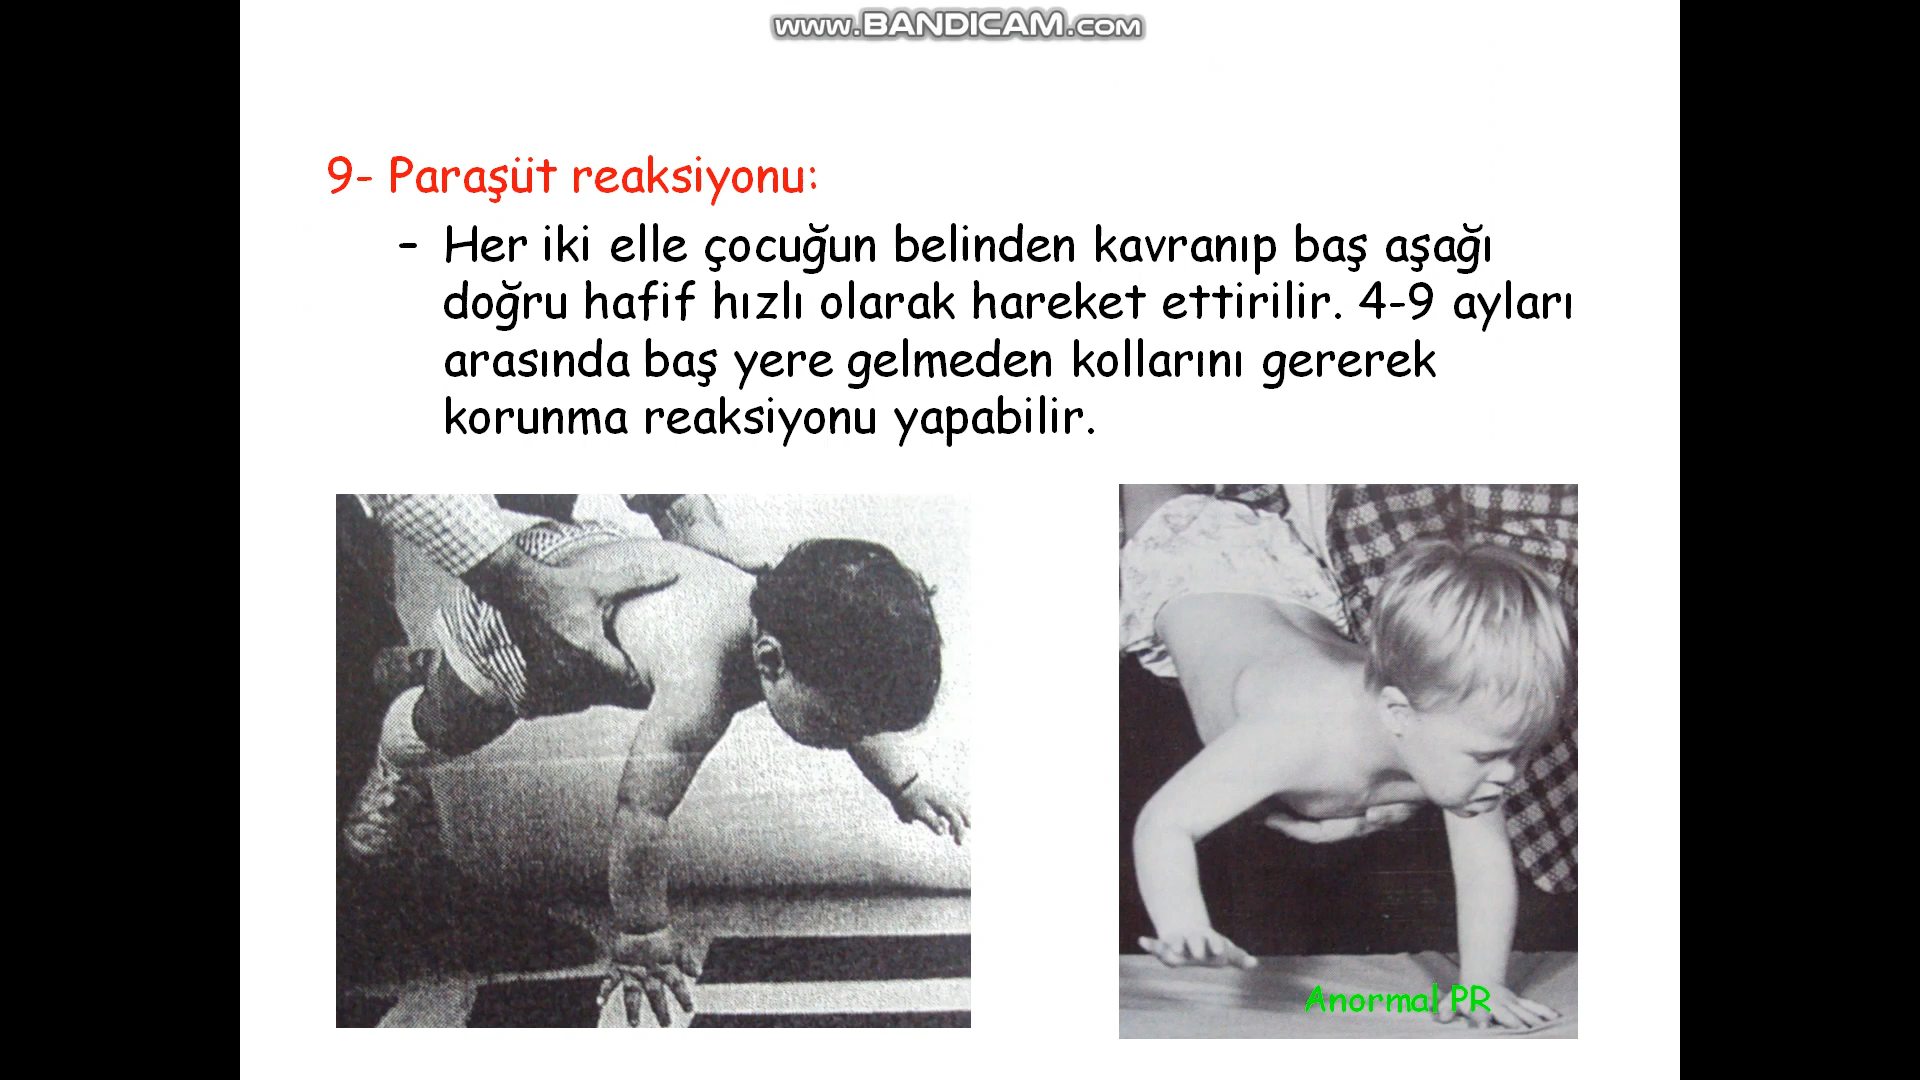 www.BANDICAM.com
9- Paraşüt reaksiyonu:
- Her iki elle çocuğun belinden kavranıp baş aşağı
doğru hafif hızlı olarak hareket ettirilir. 4-9 ayları
arasında baş yere gelmeden kollarını gererek
korunma reaksiyonu yapabilir.
Anormal PR